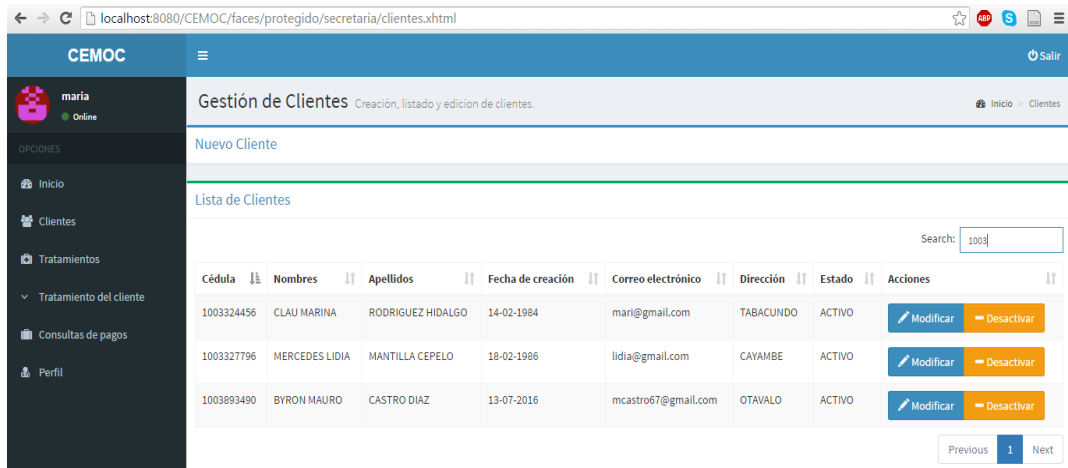 localhost:8080/CEMOC/faces/protegido/secretaria/clientes.xhtml
ABP
S
CEMOC
Salir
maria
Online
Gestión de Clientes Creación, listado y edicion de clientes.
Inicio > Clientes
OPCIONES
Nuevo Cliente
Inicio
Clientes
Tratamientos
Tratamiento del cliente
Consultas de pagos
Perfil
Lista de Clientes
Search: 1003
Cédula Nombres Apellidos Fecha de creación Correo electrónico Dirección Estado Acciones
1003324456 CLAU MARINA RODRIGUEZ HIDALGO 14-02-1984 mari@gmail.com TABACUNDO ACTIVO Modificar Desactivar
1003327796 MERCEDES LIDIA MANTILLA CEPELO 18-02-1986 lidia@gmail.com CAYAMBE ACTIVO Modificar Desactivar
1003893490 BYRON MAURO CASTRO DIAZ 13-07-2016 mcastro67@gmail.com OTAVALO ACTIVO Modificar Desactivar
Previous 1 Next